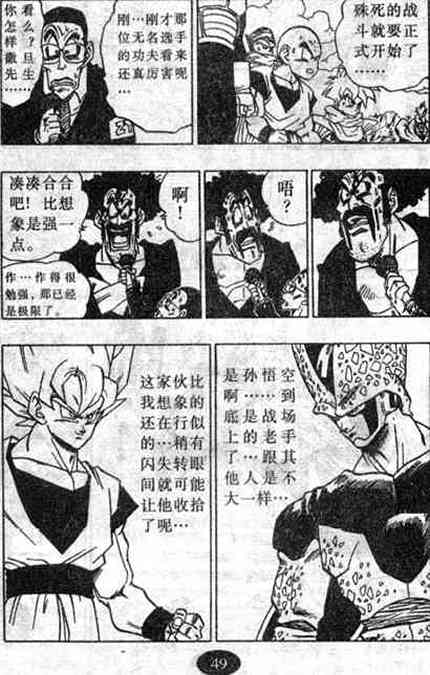 殊死的战
斗就要正
式开始了
……
刚…刚那
位无名选手
的功夫看来
还真厉害呢
……
你看
怎么
样？
撒旦
先生
……
唔？
啊！
凑凑合合
吧！比想
象是强一
点。
作…作得很
勉强，那已经
是极限了。
是孙悟空
啊……到
底是战场
上的老手
了…跟其
他人是不
大一样…
这家伙比
我想象的
还在行似
的…稍有
闪失转眼
间就可能
让他收拾
了呢…
49